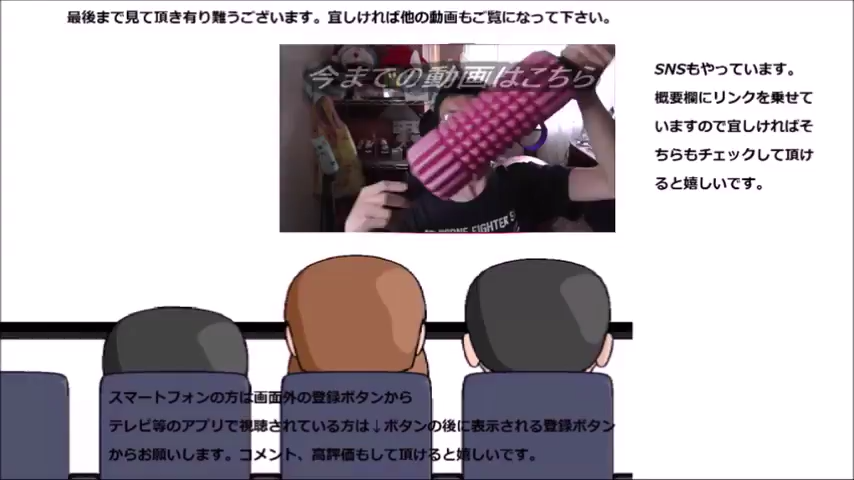 最後まで見て頂き有り難うございます。宜しければ他の動画もご覧になって下さい。
今までの動画はこちら
SNSもやっています。
概要欄にリンクを乗せて
いますので宜しければそ
ちらもチェックして頂け
ると嬉しいです。
FIGHTER
スマートフォンの方は画面外の登録ボタンから
テレビ等のアプリで視聴されている方は↓ボタンの後に表示される登録ボタン
からお願いします。コメント、高評価もして頂けると嬉しいです。